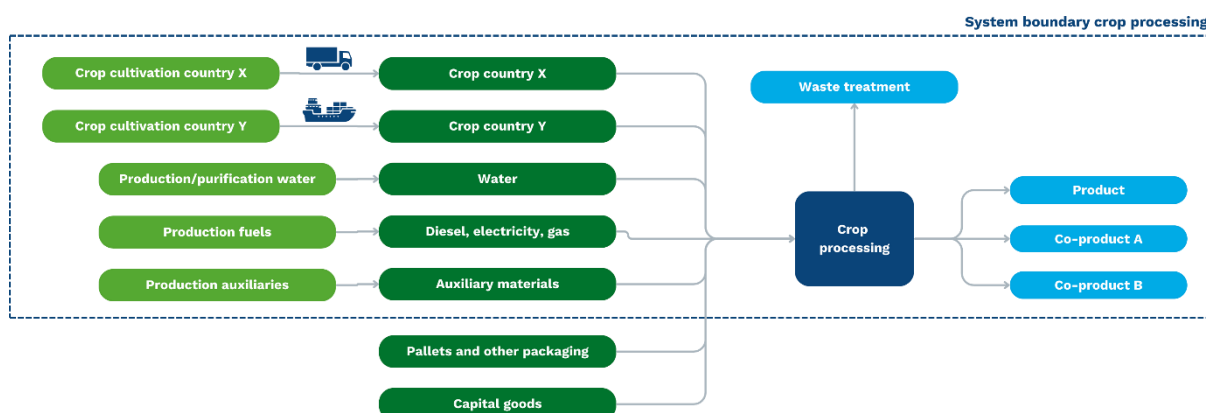 System boundary crop processing
Crop cultivation country X
Crop country X
Waste treatment
Crop cultivation country Y
Crop country Y
Production/purification water
Water
Product
Production fuels
Diesel, electricity, gas
Crop
processing
Co-product A
Production auxiliaries
Auxiliary materials
Co-product B
Pallets and other packaging
Capital goods